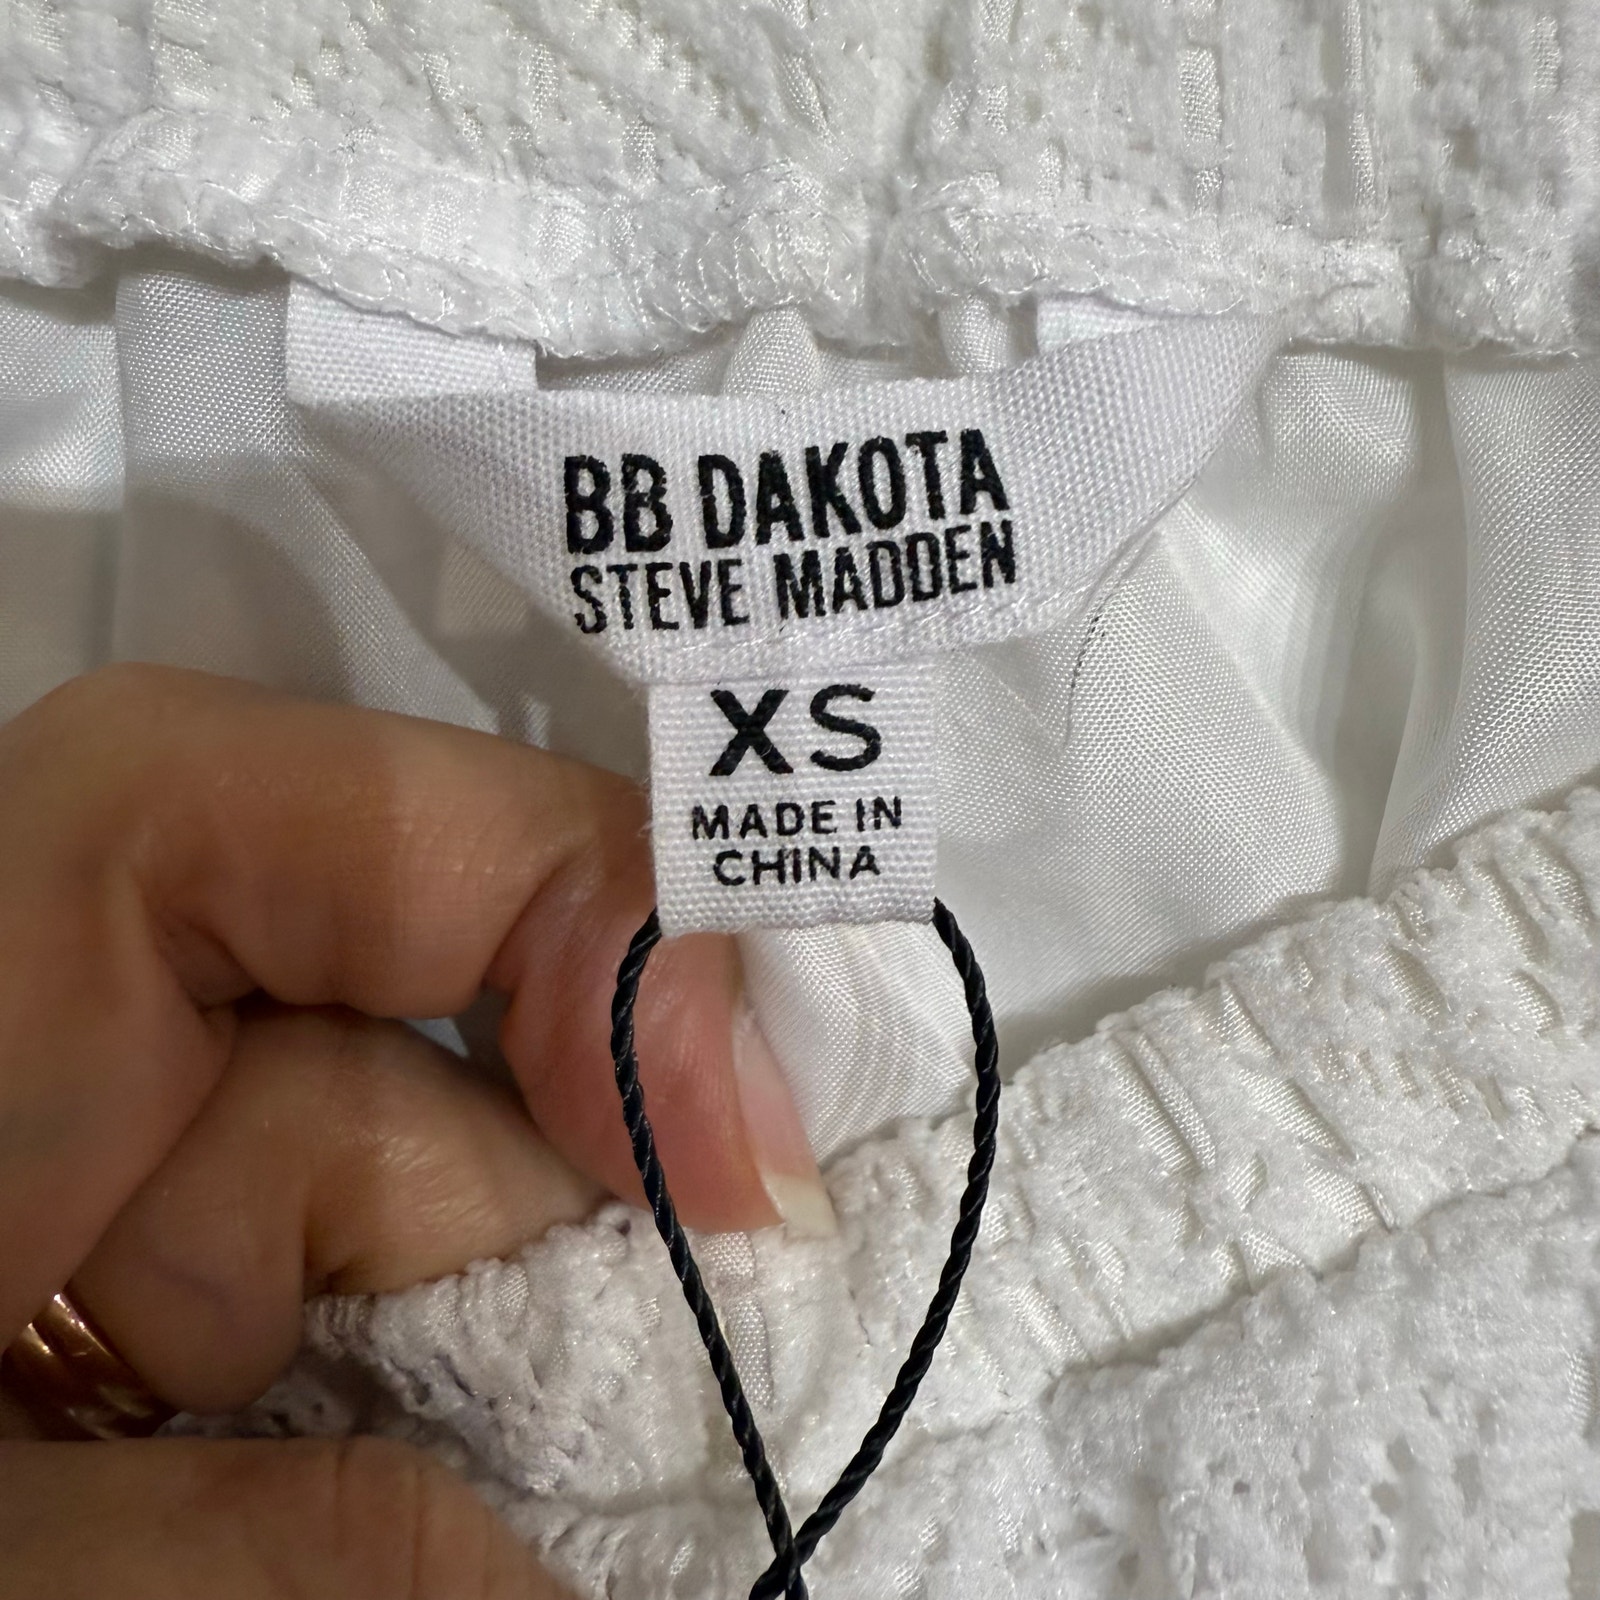 BB DAKOTA
STEVE MADDEN
XS
MADE IN
CHINA